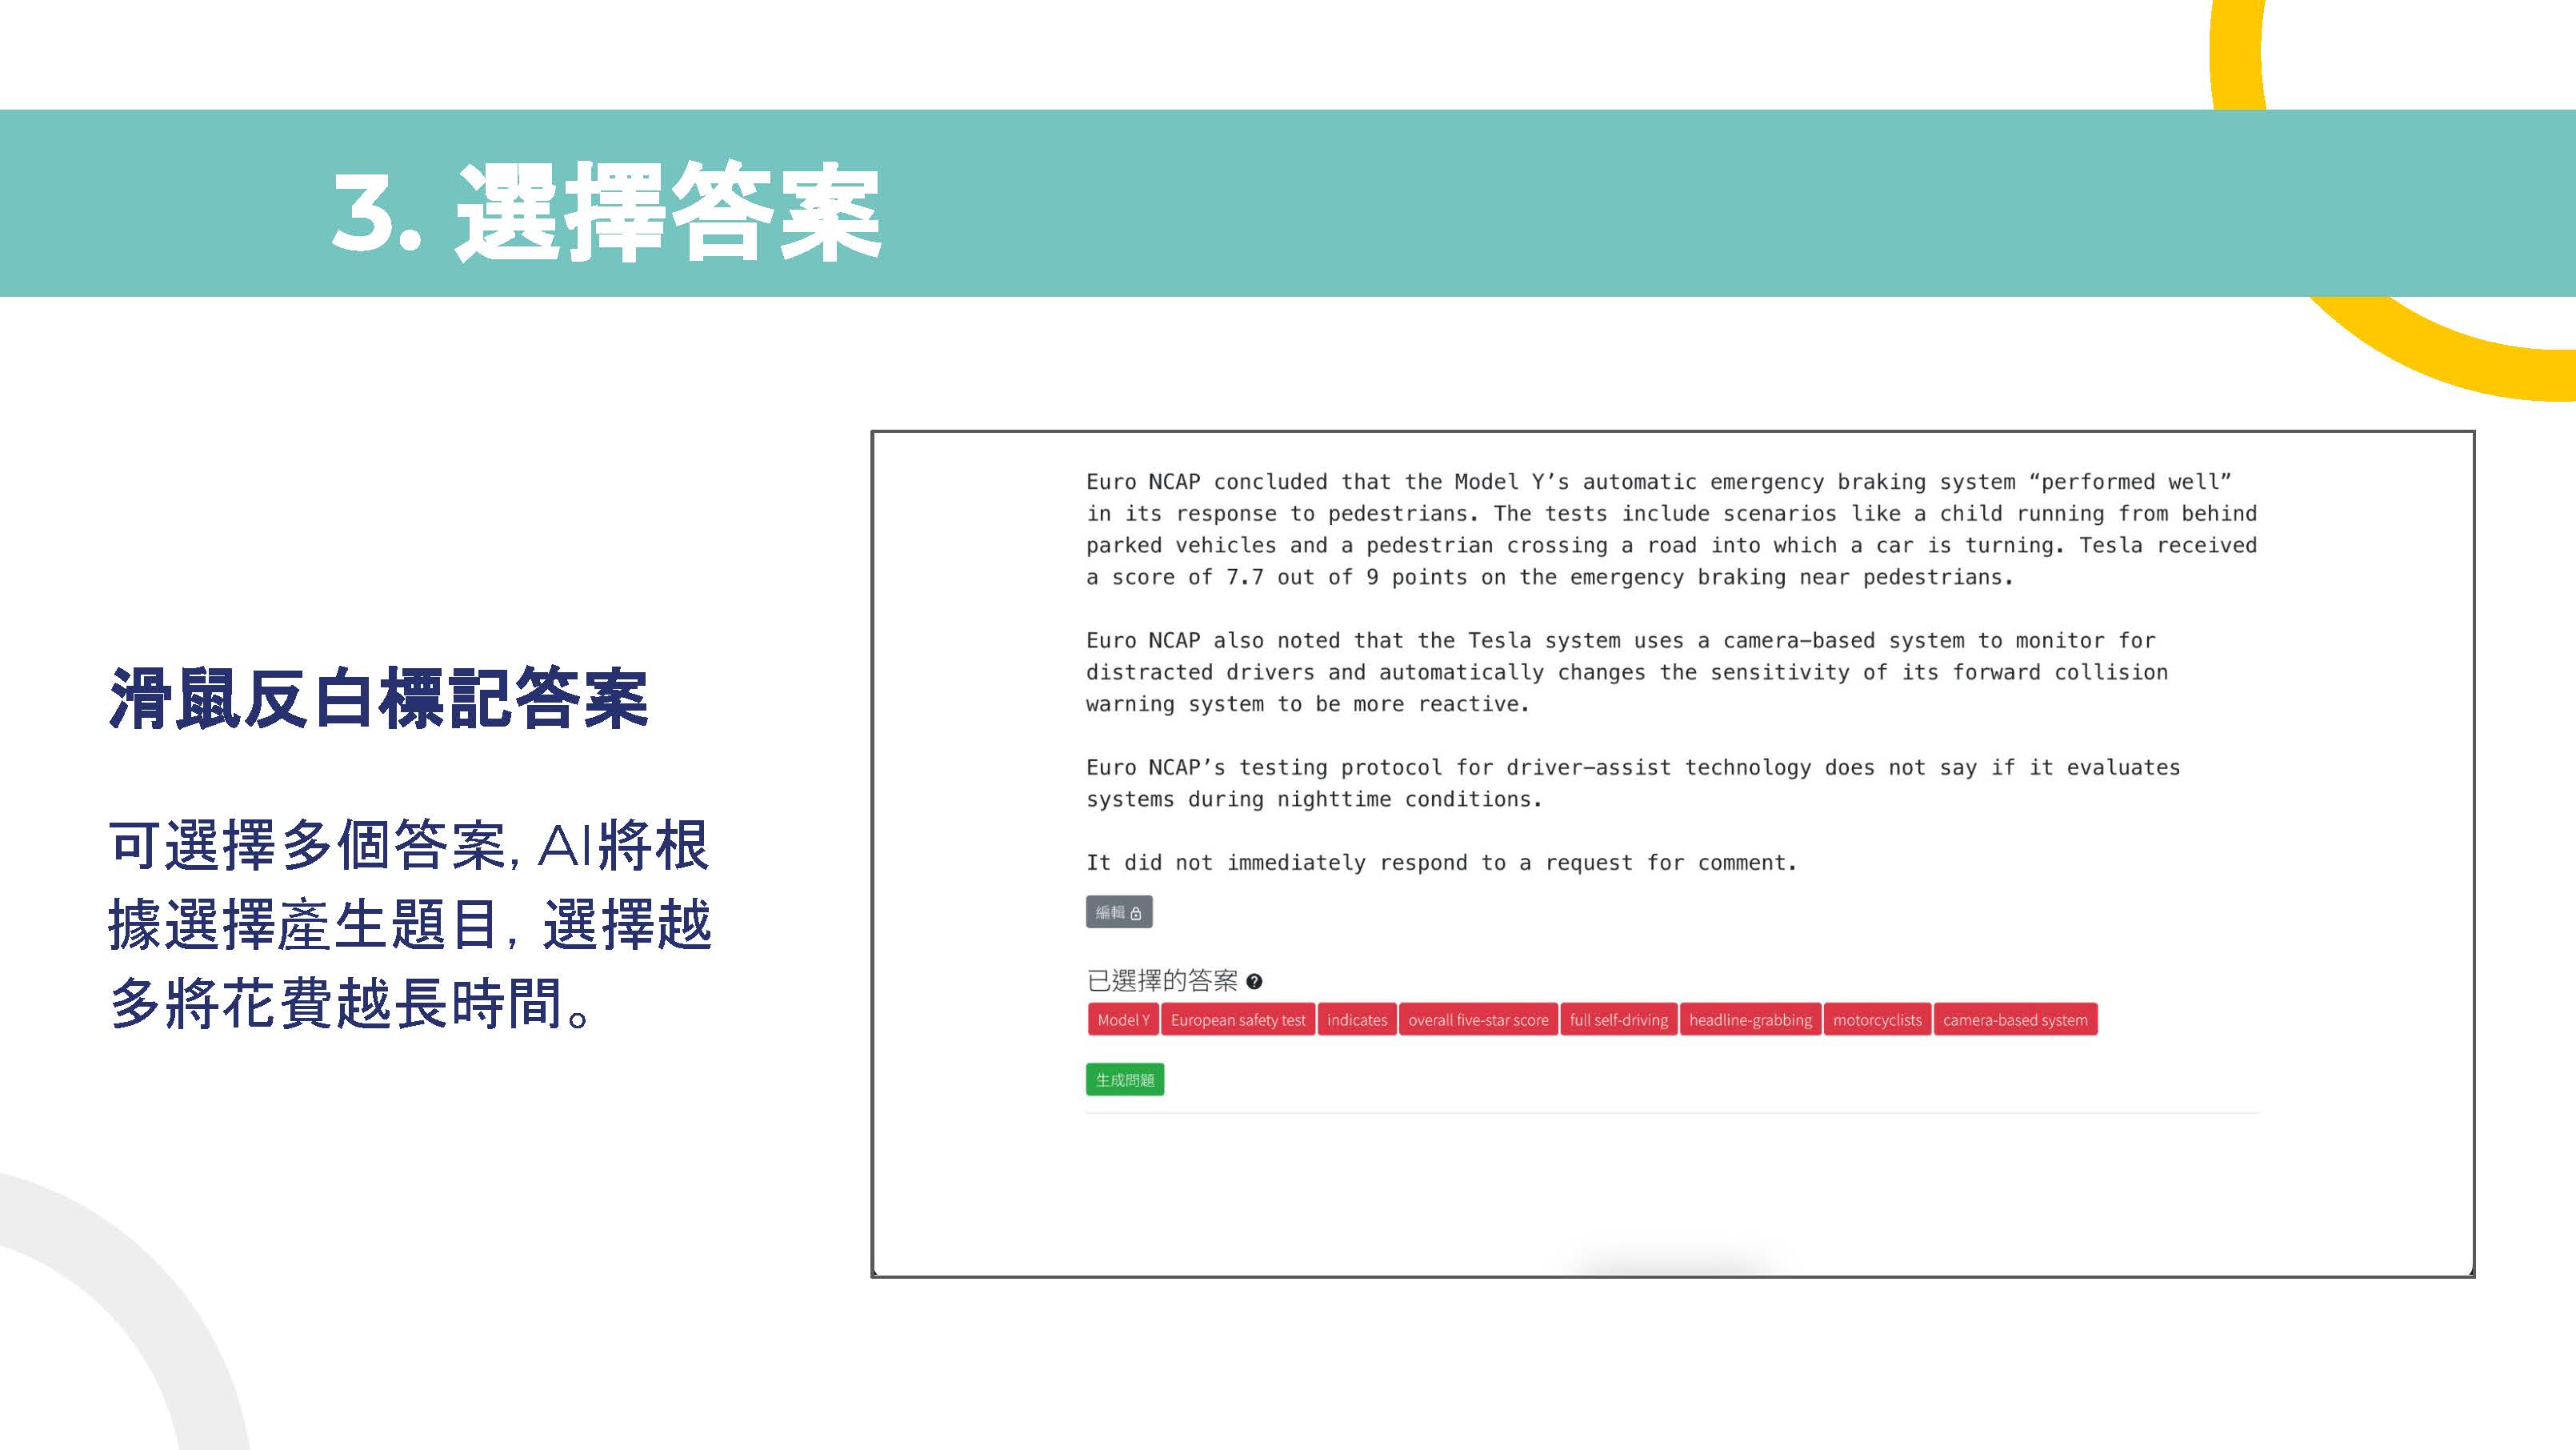 3. 選擇答案
滑鼠反白標記答案
可選擇多個答案, AI將根
據選擇產生題目, 選擇越
多將花費越長時間。
Euro NCAP concluded that the Model Y’s automatic emergency braking system “performed well”
in its response to pedestrians. The tests include scenarios like a child running from behind
parked vehicles and a pedestrian crossing a road into which a car is turning. Tesla received
a score of 7.7 out of 9 points on the emergency braking near pedestrians.
Euro NCAP also noted that the Tesla system uses a camera–based system to monitor for
distracted drivers and automatically changes the sensitivity of its forward collision
warning system to be more reactive.
Euro NCAP’s testing protocol for driver–assist technology does not say if it evaluates
systems during nighttime conditions.
It did not immediately respond to a request for comment.
編輯
已選擇的答案 ?
Model Y European safety test indicates overall five-star score full self-driving headline-grabbing motorcyclists camera-based system
生成問題